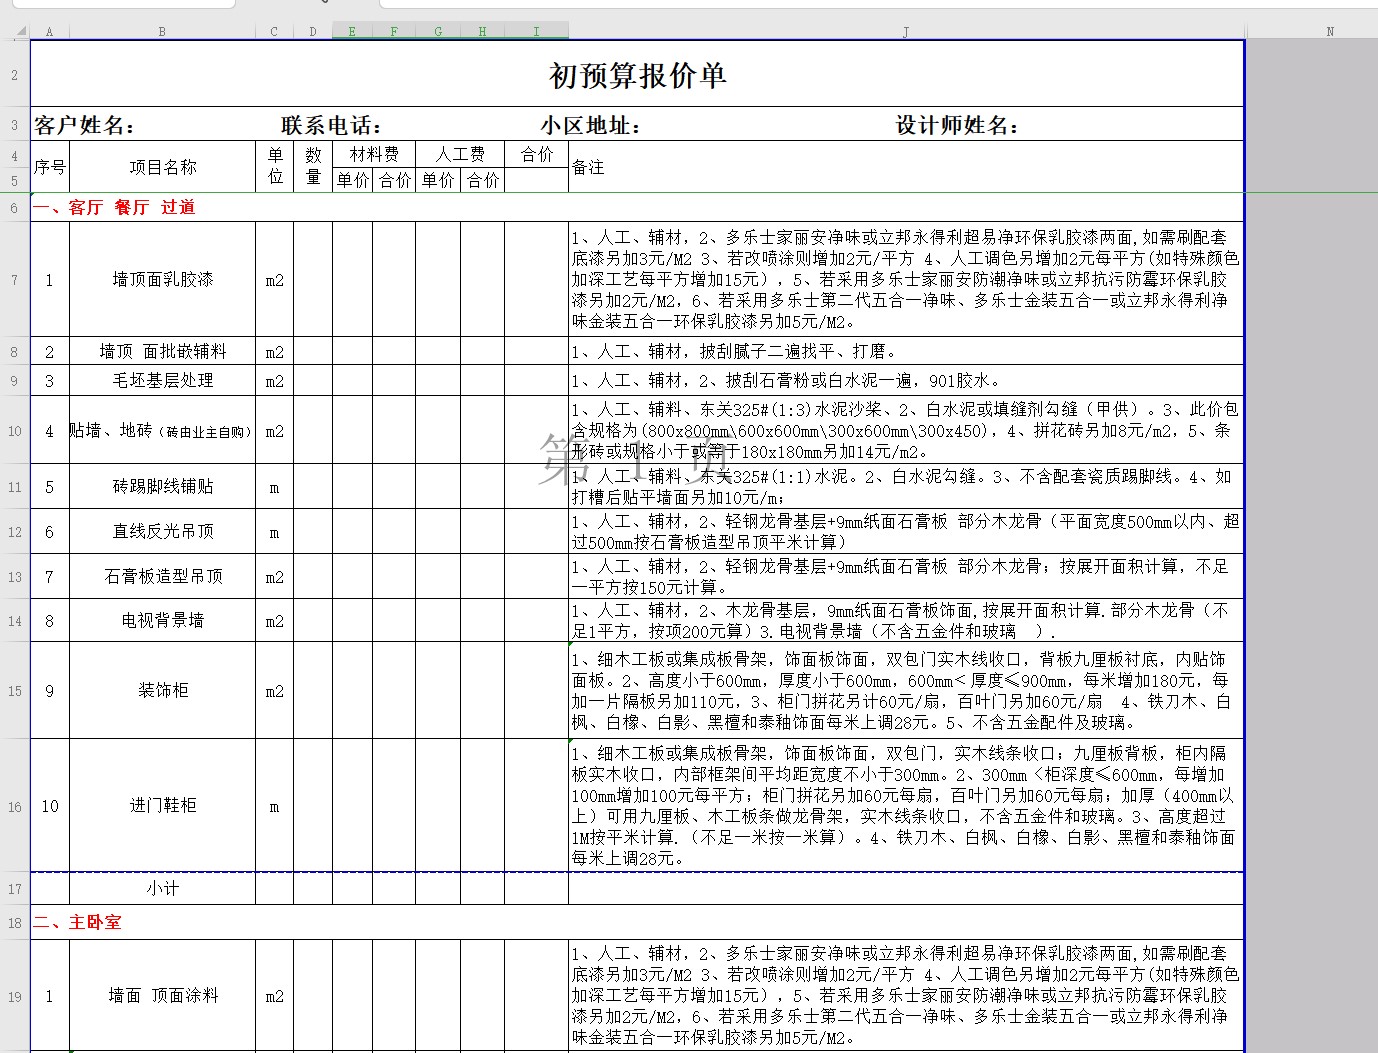 A B C D E F G H I J N
2 初预算报价单
3 客户姓名： 联系电话： 小区地址： 设计师姓名：
4 序号 项目名称 单位 数量 材料费 人工费 合价 备注
5 单价 合价 单价 合价
6 一、客厅 餐厅 过道
7 1 墙顶面乳胶漆 m2 1、人工、辅材，2、多乐士家丽安净味或立邦永得利超易净环保乳胶漆两面,如需刷配套
底漆另加3元/M2 3、若改喷涂则增加2元/平方 4、人工调色另增加2元每平方(如特殊颜色
加深工艺每平方增加15元），5、若采用多乐士家丽安防潮净味或立邦抗污防霉环保乳胶
漆另加2元/M2，6、若采用多乐士第二代五合一净味、多乐士金装五合一或立邦永得利净
味金装五合一环保乳胶漆另加5元/M2。
8 2 墙顶 面批嵌辅料 m2 1、人工、辅材，披刮腻子二遍找平、打磨。
9 3 毛坯基层处理 m2 1、人工、辅材，2、披刮石膏粉或白水泥一遍，901胶水。
10 4 贴墙、地砖（砖由业主自购） m2 1、人工、辅料、东关325#(1:3)水泥沙浆、2、白水泥或填缝剂勾缝（甲供）。3、此价包
含规格为(800x800mm\600x600mm\300x600mm\300x450)，4、拼花砖另加8元/m2，5、条
形砖或规格小于或等于180x180mm另加14元/m2。
第 1 页
11 5 砖踢脚线铺贴 m 1、人工、辅料、东关325#(1:1)水泥。2、白水泥勾缝。3、不含配套瓷质踢脚线。4、如
打糟后贴平墙面另加10元/m；
12 6 直线反光吊顶 m 1、人工、辅材，2、轻钢龙骨基层+9mm纸面石膏板 部分木龙骨（平面宽度500mm以内、超
过500mm按石膏板造型吊顶平米计算）
13 7 石膏板造型吊顶 m2 1、人工、辅材，2、轻钢龙骨基层+9mm纸面石膏板 部分木龙骨；按展开面积计算，不足
一平方按150元计算。
14 8 电视背景墙 m2 1、人工、辅材，2、木龙骨基层，9mm纸面石膏板饰面,按展开面积计算.部分木龙骨（不
足1平方，按项200元算）3.电视背景墙（不含五金件和玻璃 ）.
15 9 装饰柜 m2 1、细木工板或集成板骨架，饰面板饰面，双包门实木线收口，背板九厘板衬底，内贴饰
面板。2、高度小于600mm，厚度小于600mm，600mm＜厚度≤900mm，每米增加180元，每
加一片隔板另加110元，3、柜门拼花另计60元/扇，百叶门另加60元/扇 4、铁刀木、白
枫、白橡、白影、黑檀和泰秞饰面每米上调28元。5、不含五金配件及玻璃。
16 10 进门鞋柜 m 1、细木工板或集成板骨架，饰面板饰面，双包门，实木线条收口；九厘板背板，柜内隔
板实木收口，内部框架间平均距宽度不小于300mm。2、300mm＜柜深度≤600mm，每增加
100mm增加100元每平方；柜门拼花另加60元每扇，百叶门另加60元每扇；加厚（400mm以
上）可用九厘板、木工板条做龙骨架，实木线条收口，不含五金件和玻璃。3、高度超过
1M按平米计算.（不足一米按一米算）。4、铁刀木、白枫、白橡、白影、黑檀和泰秞饰面
每米上调28元。
17 小计
18 二、主卧室
19 1 墙面 顶面涂料 m2 1、人工、辅材，2、多乐士家丽安净味或立邦永得利超易净环保乳胶漆两面,如需刷配套
底漆另加3元/M2 3、若改喷涂则增加2元/平方 4、人工调色另增加2元每平方(如特殊颜色
加深工艺每平方增加15元），5、若采用多乐士家丽安防潮净味或立邦抗污防霉环保乳胶
漆另加2元/M2，6、若采用多乐士第二代五合一净味、多乐士金装五合一或立邦永得利净
味金装五合一环保乳胶漆另加5元/M2。